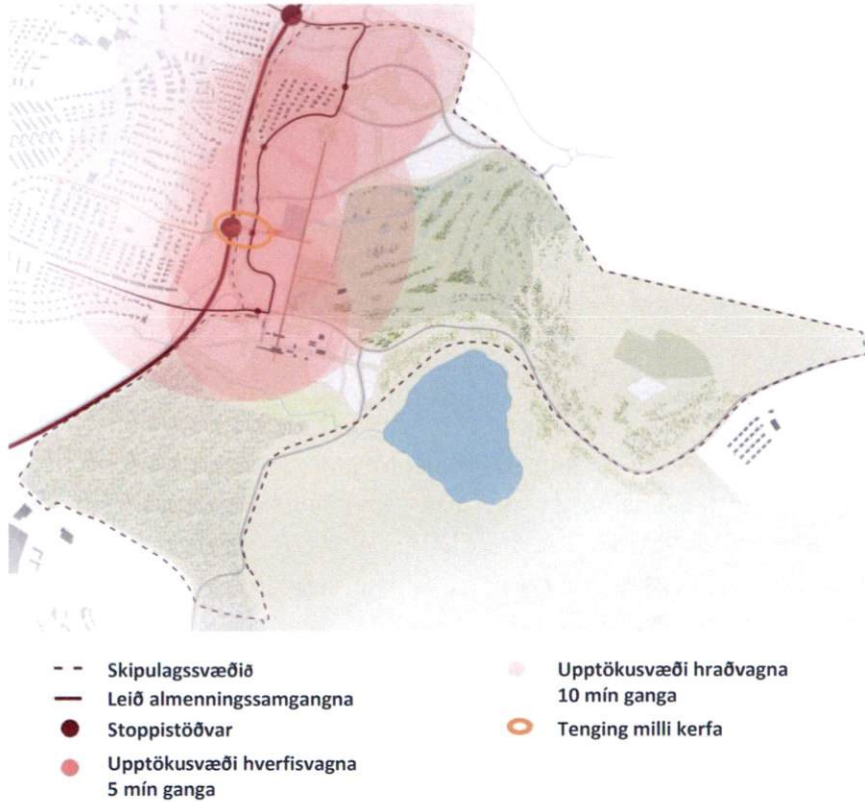 Skipulagssvæðið
Leið almenningssamgangna
Stoppistöðvar
Upptökusvæði hverfisvagna
5 mín ganga
Upptökusvæði hraðvagna
10 mín ganga
Tenging milli kerfa